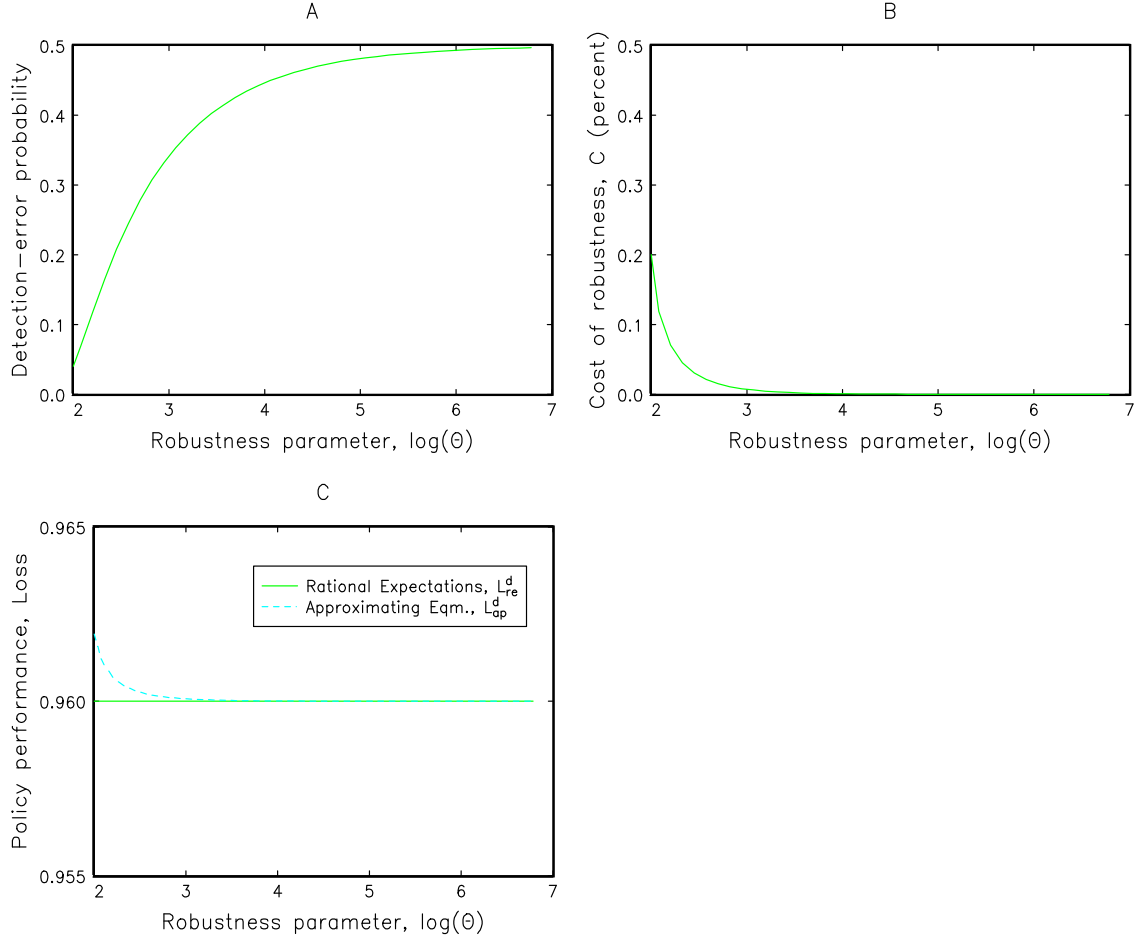 A
Detection-error probability
0.5
0.4
0.3
0.2
0.1
0.0
2 3 4 5 6 7
Robustness parameter, log(Θ)
B
Cost of robustness, C (percent)
0.5
0.4
0.3
0.2
0.1
0.0
2 3 4 5 6 7
Robustness parameter, log(Θ)
C
Policy performance, Loss
0.965
0.960
0.955
Rational Expectations, L^d_re
Approximating Eqm., L^d_ap
2 3 4 5 6 7
Robustness parameter, log(Θ)